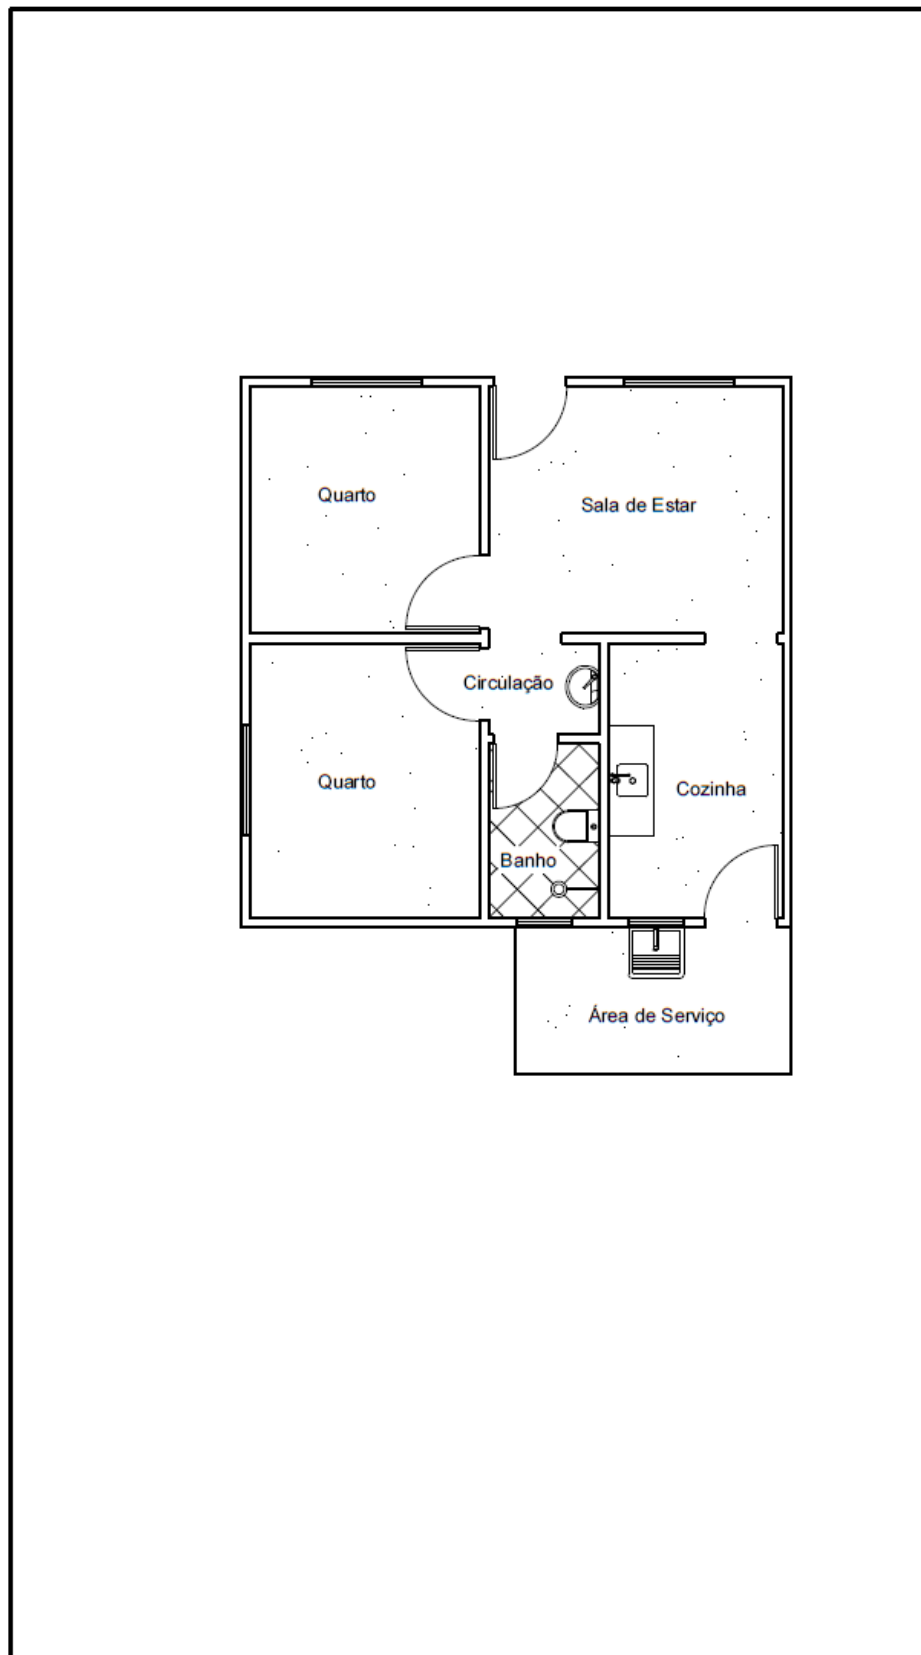 Quarto
Sala de Estar
Circulação
Quarto
Cozinha
Banho
Área de Serviço